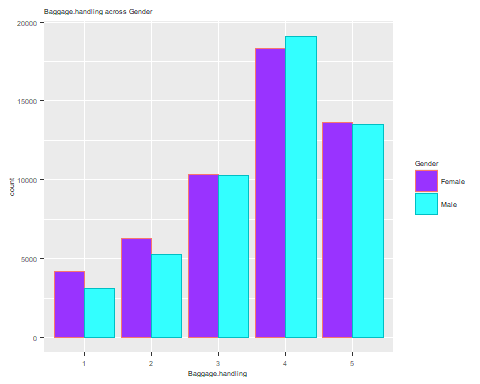 Baggage.handling across Gender
20000
15000
10000
5000
0
count
1 2 3 4 5
Baggage.handling
Gender
Female
Male